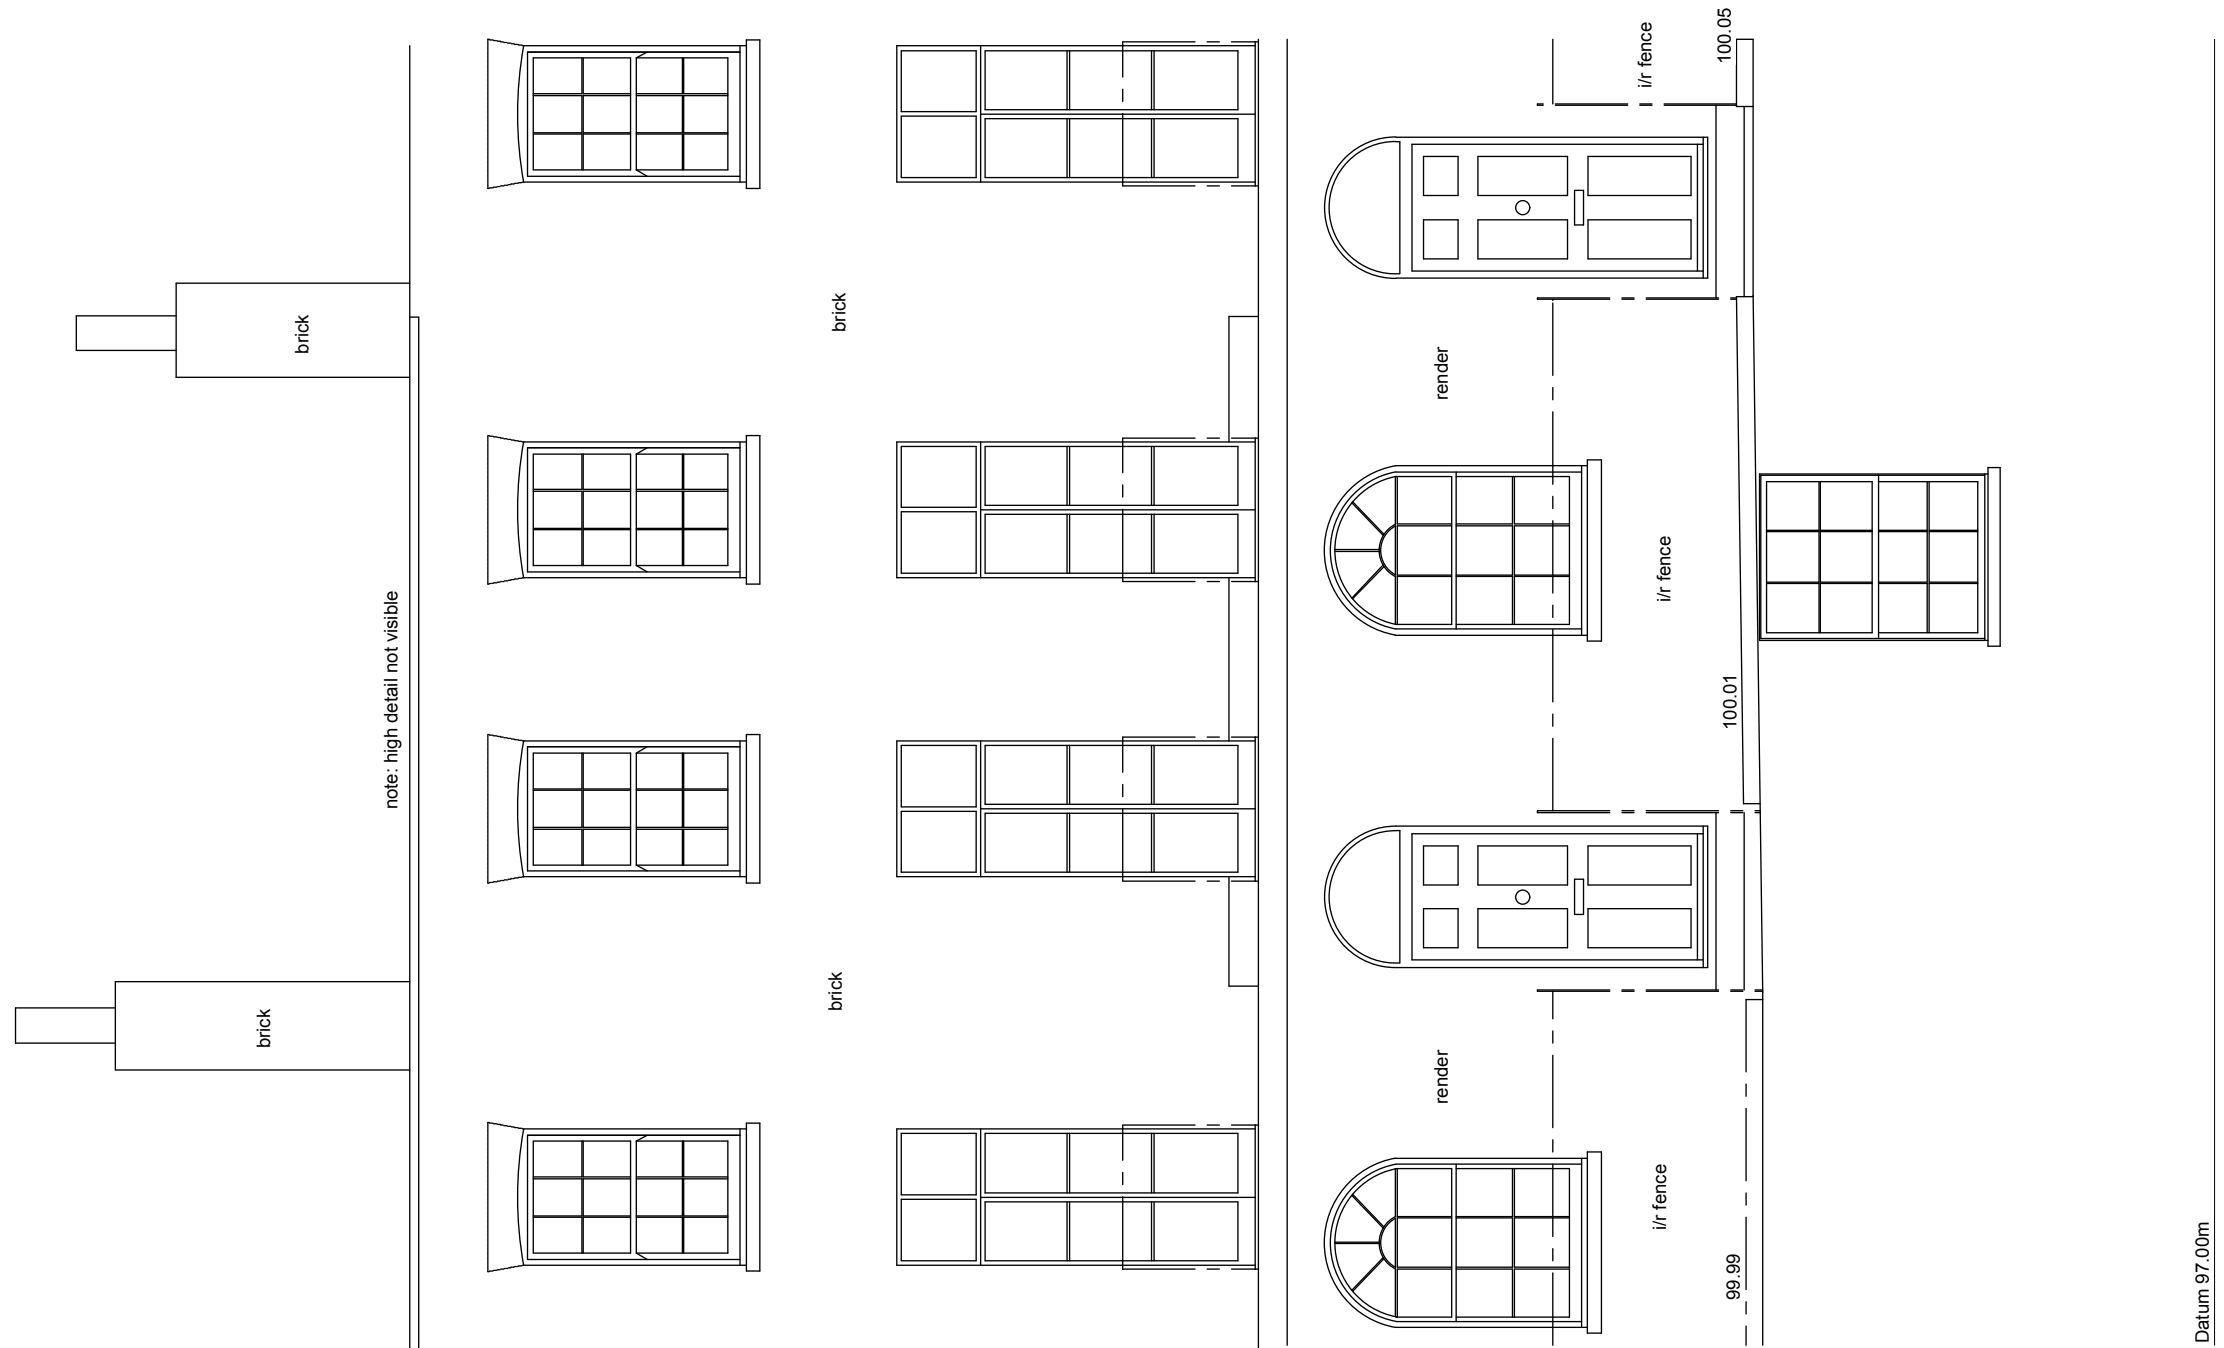 brick
brick
note: high detail not visible
brick
brick
render
render
i/r fence
i/r fence
i/r fence
99.99
100.01
100.05
Datum 97.00m